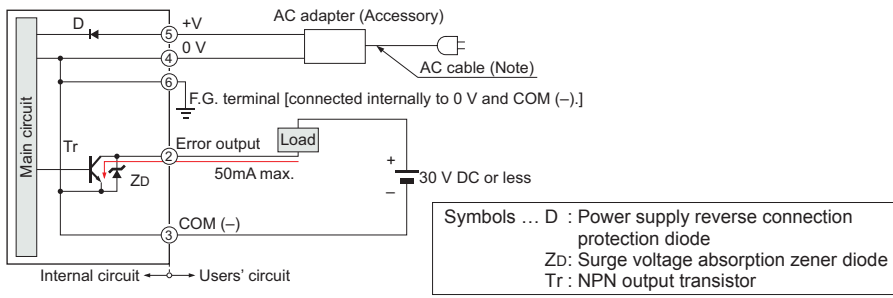 D
5
+V
AC adapter (Accessory)
4
0 V
AC cable (Note)
6
F.G. terminal [connected internally to 0 V and COM (–).]
Main circuit
Tr
ZD
2
Error output
50mA max.
Load
+
–
30 V DC or less
3
COM (–)
Internal circuit
Users’ circuit
Symbols ... D : Power supply reverse connection
protection diode
ZD: Surge voltage absorption zener diode
Tr : NPN output transistor